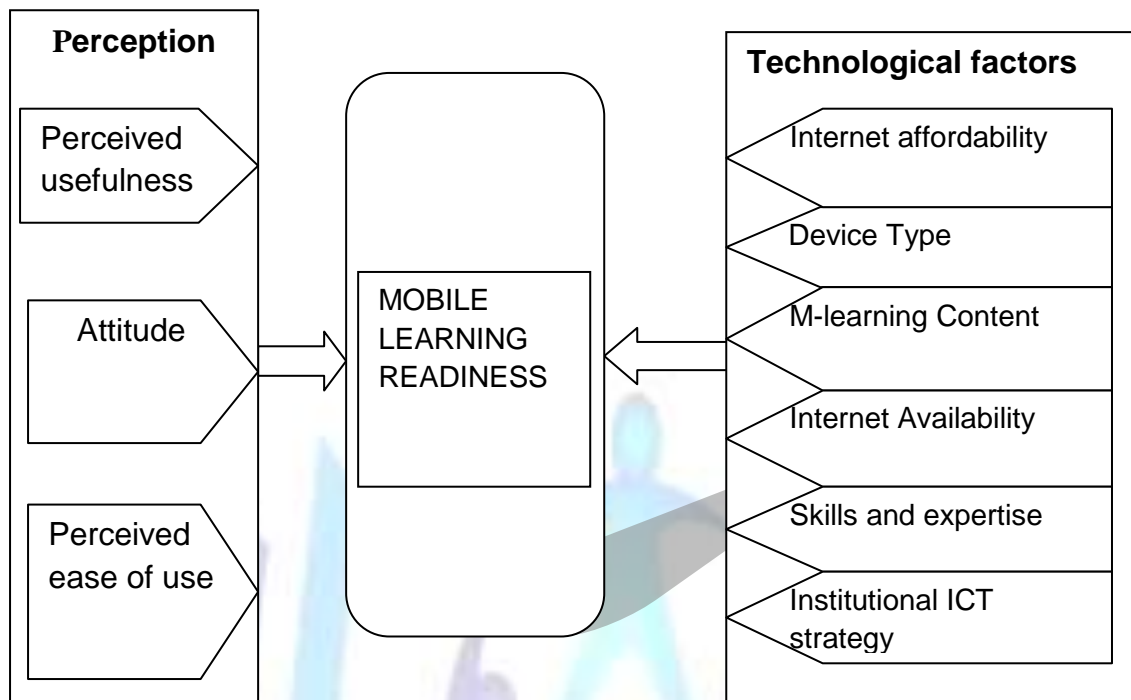 Perception
Perceived
usefulness
Attitude
Perceived
ease of use
MOBILE
LEARNING
READINESS
Technological factors
Internet affordability
Device Type
M-learning Content
Internet Availability
Skills and expertise
Institutional ICT
strategy